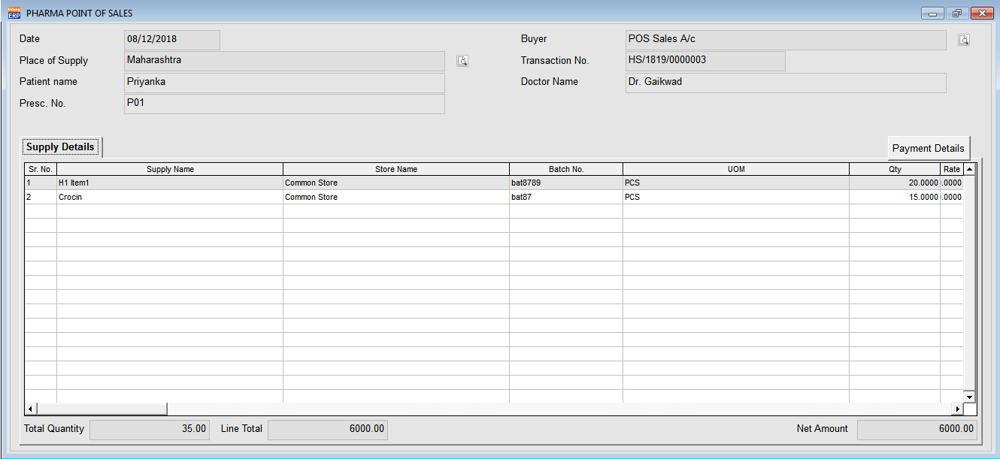 Udyog
ERP PHARMA POINT OF SALES
Date 08/12/2018 Buyer POS Sales A/c
Place of Supply Maharashtra Transaction No. HS/1819/0000003
Patient name Priyanka Doctor Name Dr. Gaikwad
Presc. No. P01
Supply Details Payment Details
Sr. No. Supply Name Store Name Batch No. UOM Qty Rate
1 H1 Item1 Common Store bat8789 PCS 20.0000 .0000
2 Crocin Common Store bat87 PCS 15.0000 .0000
Total Quantity 35.00 Line Total 6000.00 Net Amount 6000.00